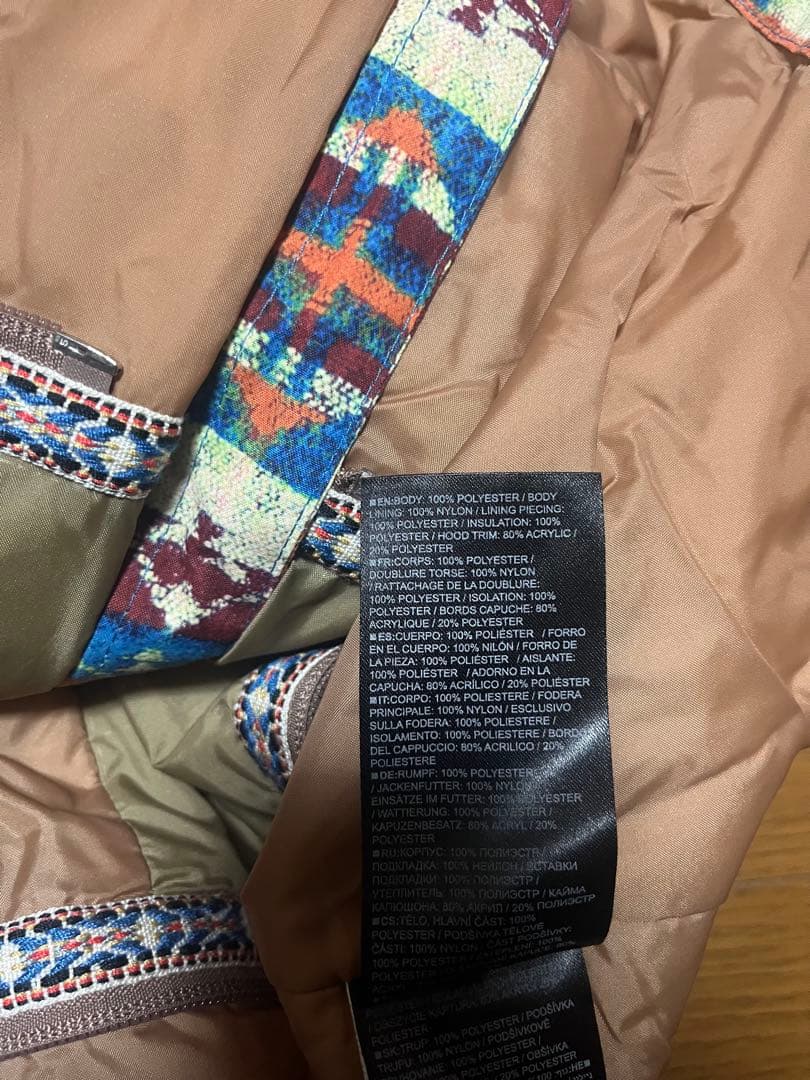 ■EN:BODY: 100% POLYESTER / BODY
LINING: 100% NYLON / LINING PIECING:
100% POLYESTER / INSULATION: 100%
POLYESTER / HOOD TRIM: 80% ACRYLIC /
20% POLYESTER
■FR:CORPS: 100% POLYESTER /
DOUBLURE TORSE: 100% NYLON
/ RATTACHAGE DE LA DOUBLURE:
100% POLYESTER / ISOLATION: 100%
POLYESTER / BORDS CAPUCHE: 80%
ACRYLIQUE / 20% POLYESTER
■ES:CUERPO: 100% POLIÉSTER / FORRO
EN EL CUERPO: 100% NILÓN / FORRO DE
LA PIEZA: 100% POLIÉSTER / AISLANTE:
100% POLIÉSTER / ADORNO EN LA
CAPUCHA: 80% ACRÍLICO / 20% POLIÉSTER
■IT:CORPO: 100% POLIESTERE / FODERA
PRINCIPALE: 100% NYLON / ESCLUSIVO
SULLA FODERA: 100% POLIESTERE /
ISOLAMENTO: 100% POLIESTERE / BORDI
DEL CAPPUCCIO: 80% ACRILICO / 20%
POLIESTERE
■DE:RUMPF: 100% POLYESTER
/ JACKENFUTTER: 100% NYLON
EINSÄTZE IM FUTTER: 100% POLYESTER
/ WATTIERUNG: 100% POLYESTER /
KAPUZENBESATZ: 80% ACRYL / 20%
POLYESTER
■RU:КОРПУС: 100% ПОЛИЭСТР /
ПОДКЛАДКА: 100% НЕЙЛОН / ВСТАВКИ
ПОДКЛАДКИ: 100% ПОЛИЭСТР /
УТЕПЛИТЕЛЬ: 100% ПОЛИЭСТР / КАЙМА
КАПЮШОНА: 80% АКРИЛ / 20% ПОЛИЭСТР
■CS:TĚLO, HLAVNÍ ČÁST: 100%
POLYESTER / PODŠÍVKA TĚLOVÉ
ČÁSTI: 100% NYLON / ČÁST PODŠÍVKY:
100% POLYESTER
POLYESTER
■SK:TRUP: 100% POLYESTER / PODŠÍVKA
TRUPU: 100% NYLON / PODŠÍVKOVÉ
POLYESTER / OBŠÍVKA